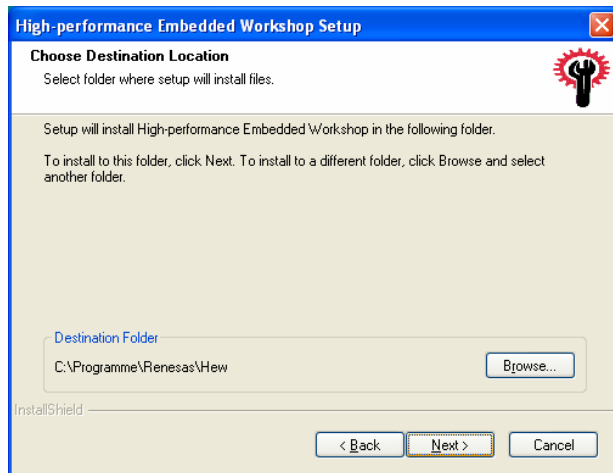 High-performance Embedded Workshop Setup
Choose Destination Location
Select folder where setup will install files.
Setup will install High-performance Embedded Workshop in the following folder.
To install to this folder, click Next. To install to a different folder, click Browse and select
another folder.
Destination Folder
C:\Programme\Renesas\Hew
Browse...
InstallShield
< Back
Next >
Cancel